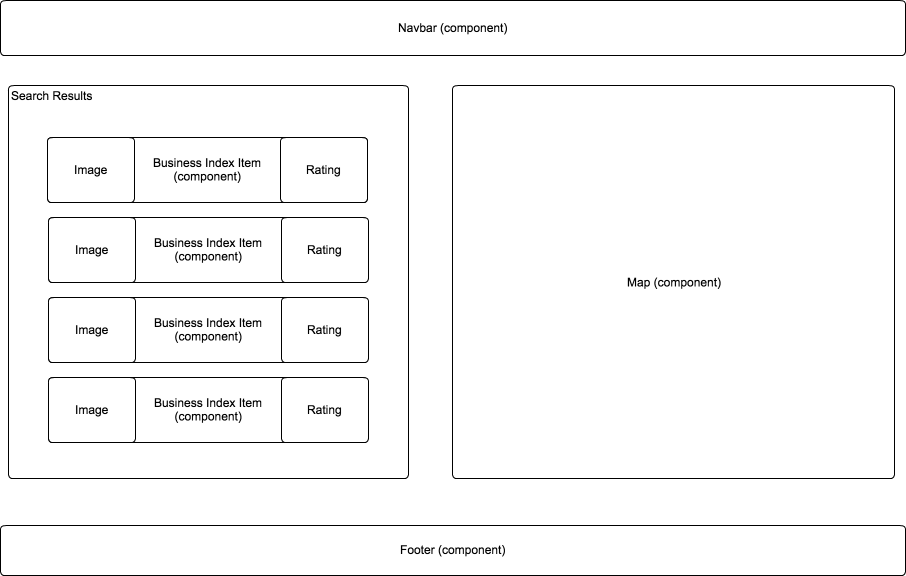 Navbar (component)
Search Results
Image
Business Index Item
(component)
Rating
Image
Business Index Item
(component)
Rating
Image
Business Index Item
(component)
Rating
Image
Business Index Item
(component)
Rating
Map (component)
Footer (component)